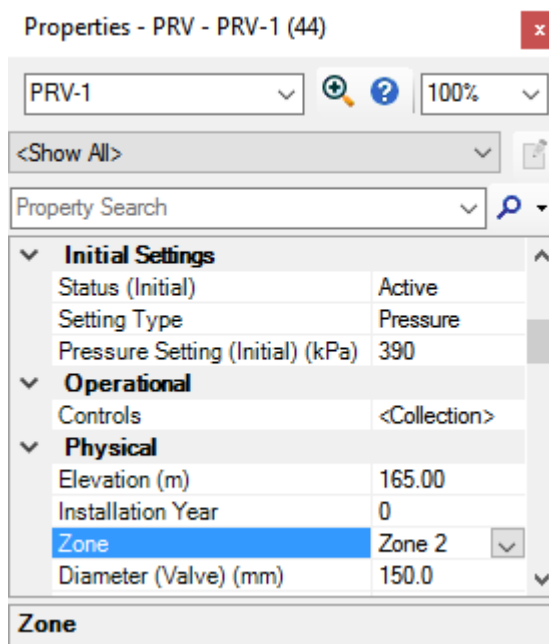 Properties - PRV - PRV-1 (44)
x
PRV-1 100%
<Show All>
Property Search
Initial Settings
Status (Initial) Active
Setting Type Pressure
Pressure Setting (Initial) (kPa) 390
Operational
Controls <Collection>
Physical
Elevation (m) 165.00
Installation Year 0
Zone Zone 2
Diameter (Valve) (mm) 150.0
Zone